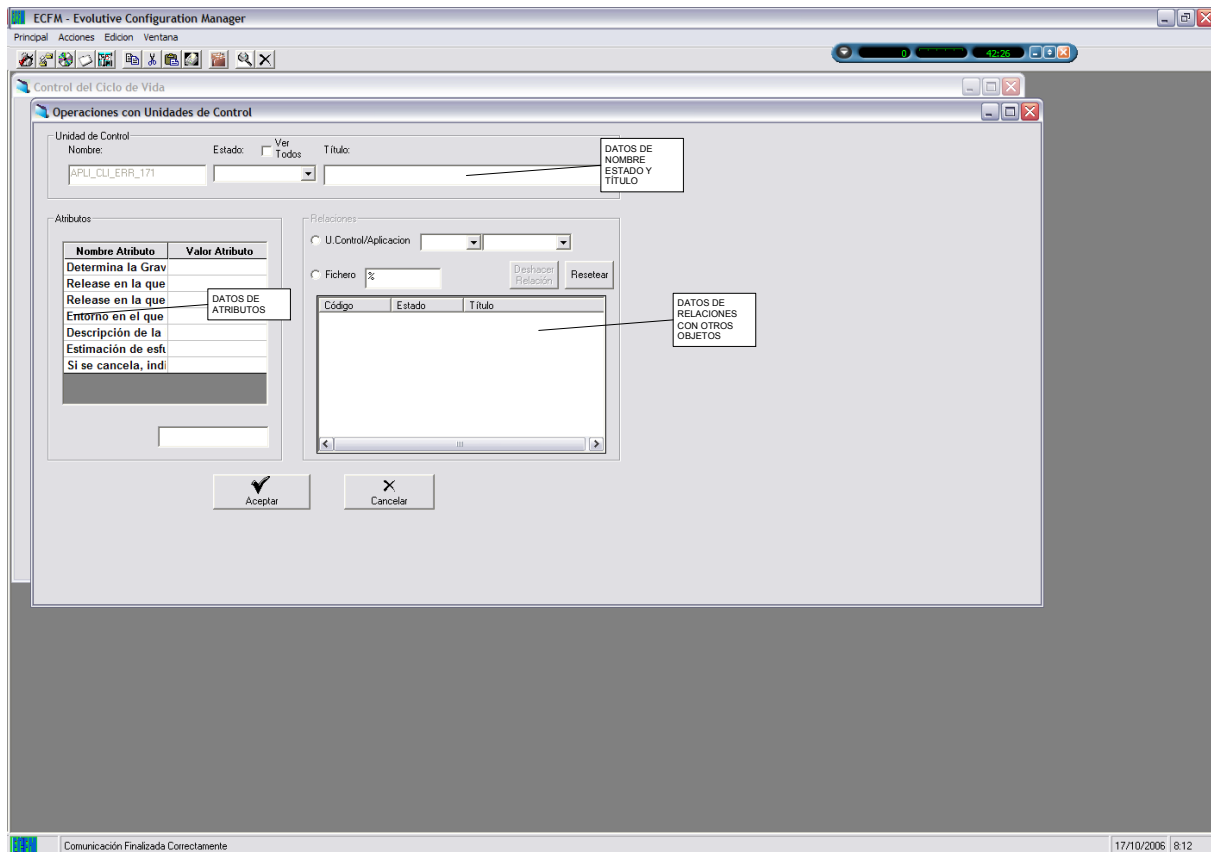 ECFM - Evolutive Configuration Manager
Principal Acciones Edicion Ventana
0 42:26
Control del Ciclo de Vida
Operaciones con Unidades de Control
Unidad de Control
Nombre: Estado: Ver Todos Título:
APLI_CLI_ERR_171
DATOS DE
NOMBRE
ESTADO Y
TÍTULO
Atributos
Nombre Atributo Valor Atributo
Determina la Grav
Release en la que
Release en la que
Entorno en el que
Descripción de la
Estimación de esfu
Si se cancela, indi
DATOS DE
ATRIBUTOS
Relaciones
U.Control/Aplicacion
Fichero %
Deshacer
Relación
Resetear
Código Estado Título
DATOS DE
RELACIONES
CON OTROS
OBJETOS
Aceptar Cancelar
Comunicación Finalizada Correctamente 17/10/2006 8:12